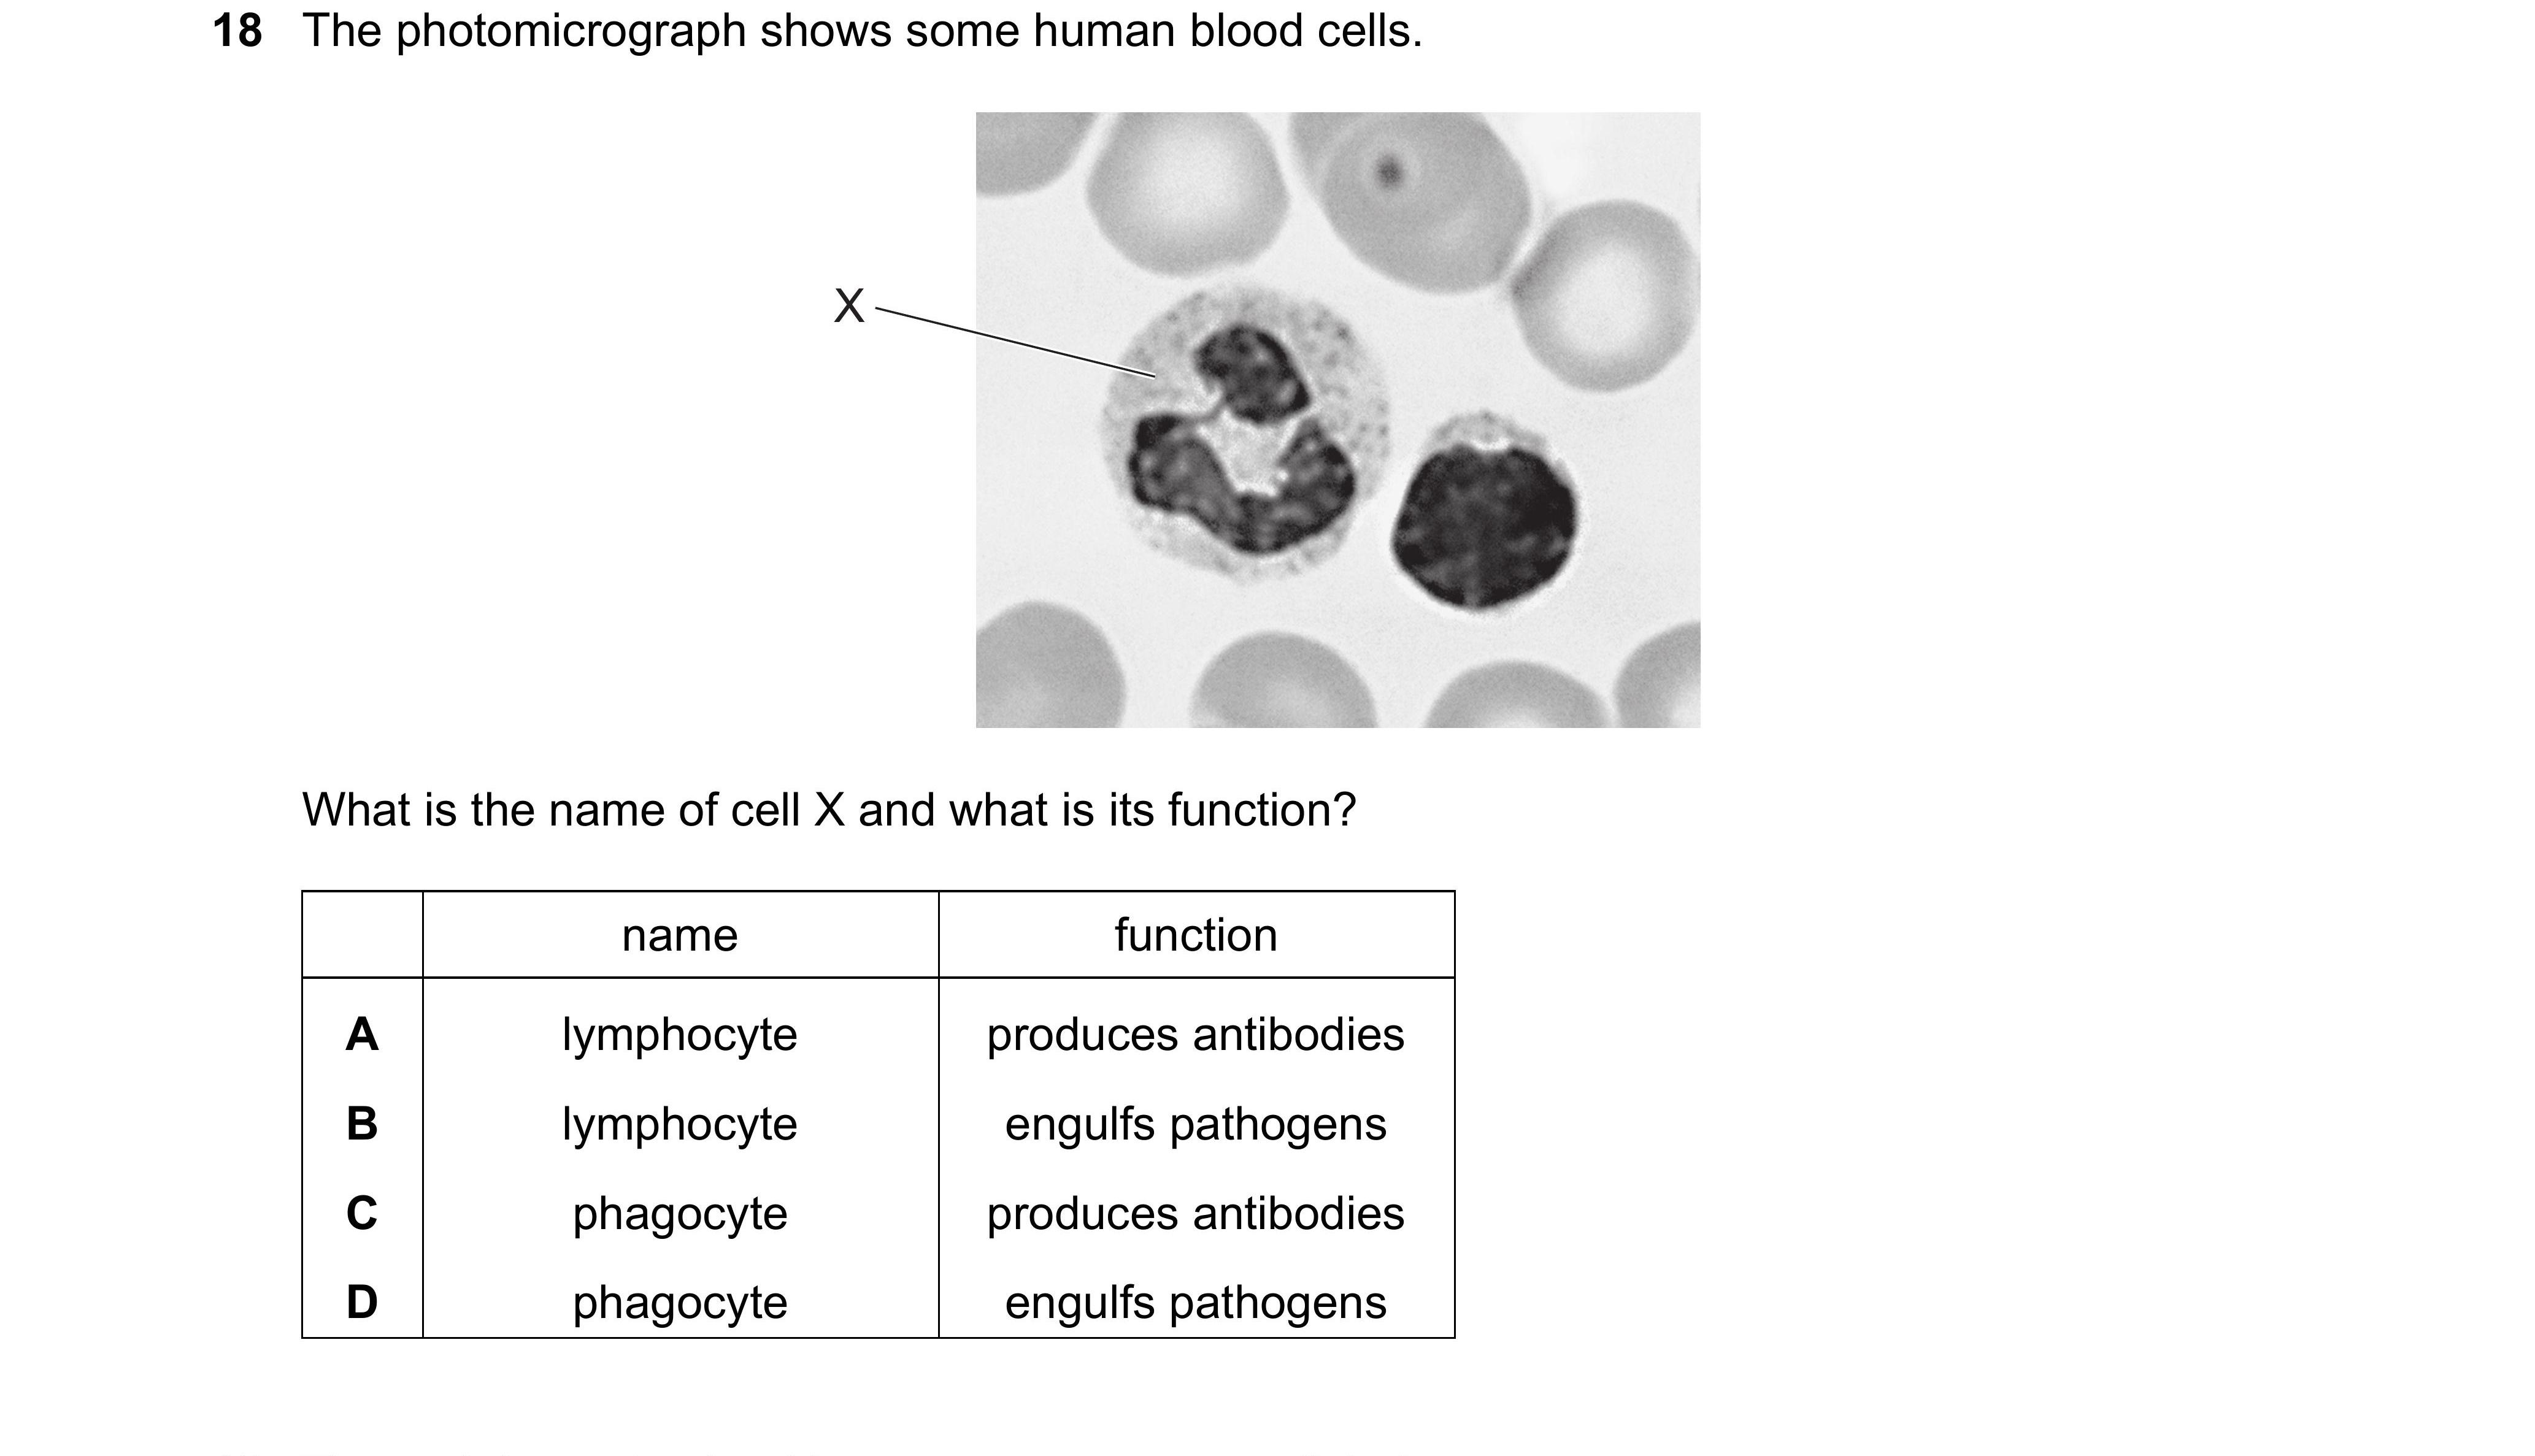 18 The photomicrograph shows some human blood cells.
X
What is the name of cell X and what is its function?
name function
A lymphocyte produces antibodies
B lymphocyte engulfs pathogens
C phagocyte produces antibodies
D phagocyte engulfs pathogens